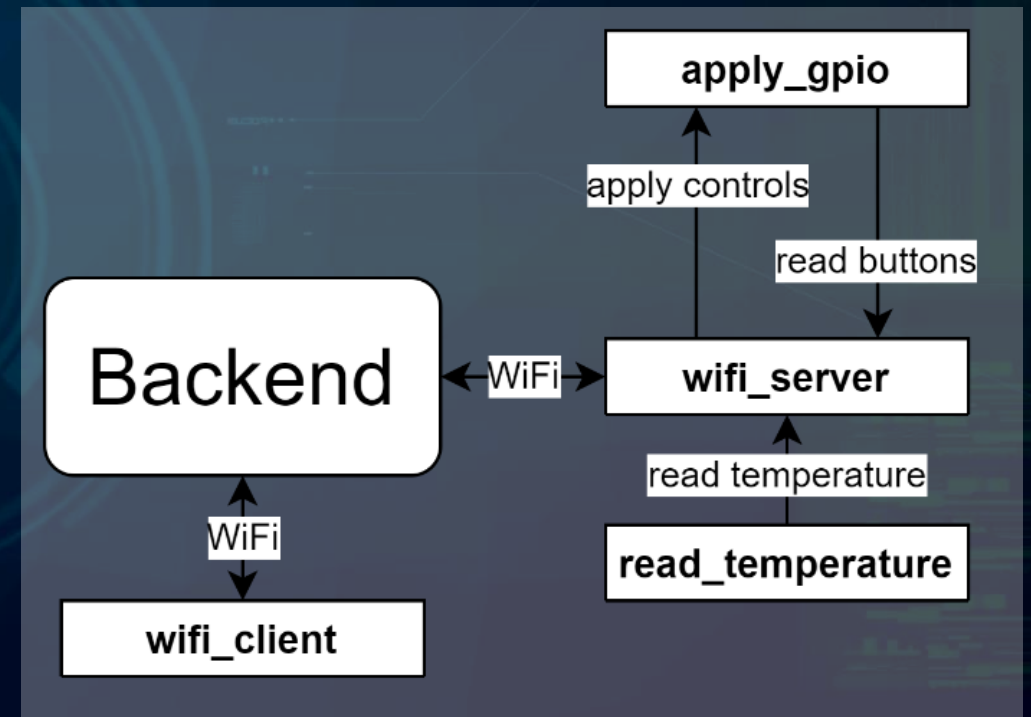 apply_gpio
apply controls
read buttons
Backend
WiFi
wifi_server
read temperature
WiFi
read_temperature
wifi_client